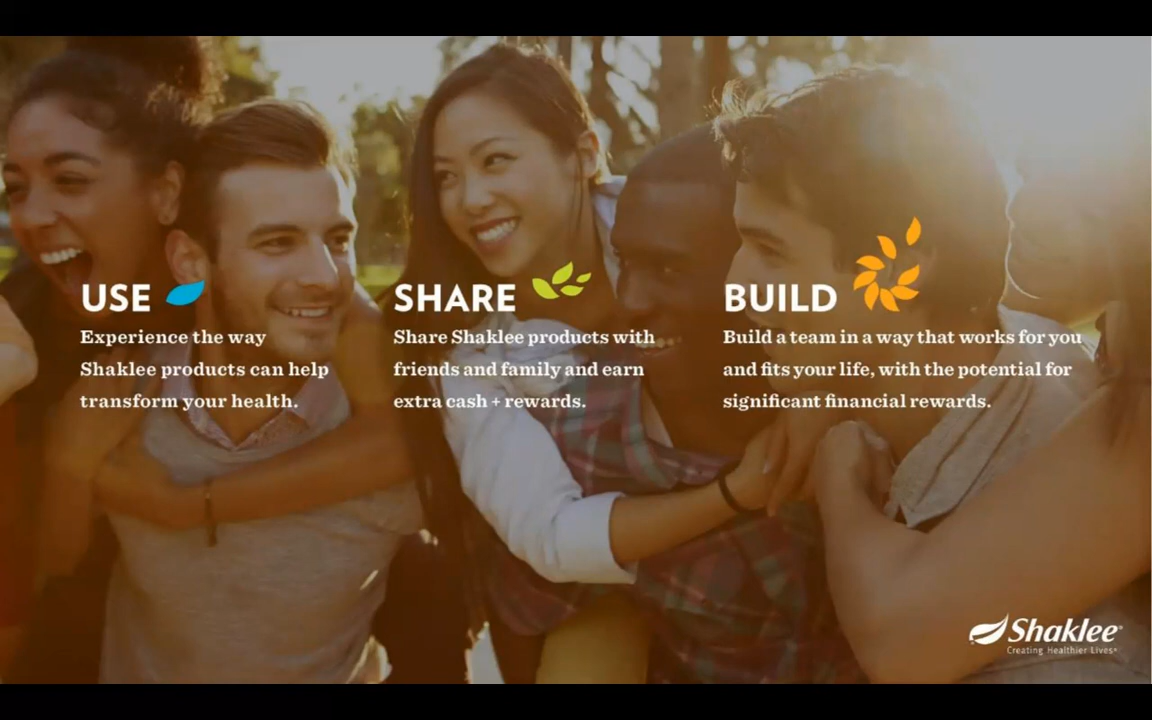 USE
Experience the way
Shaklee products can help
transform your health.
SHARE
Share Shaklee products with
friends and family and earn
extra cash + rewards.
BUILD
Build a team in a way that works for you
and fits your life, with the potential for
significant financial rewards.
Shaklee®
Creating Healthier Lives®